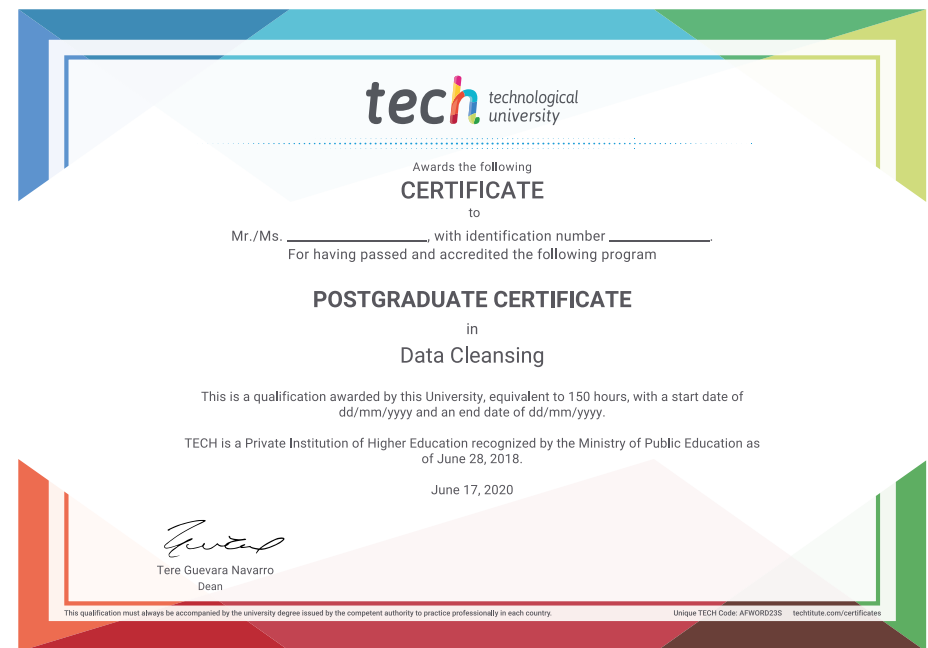 tech technological
university
Awards the following
CERTIFICATE
to
Mr./Ms. ____________________, with identification number ______________.
For having passed and accredited the following program
POSTGRADUATE CERTIFICATE
in
Data Cleansing
This is a qualification awarded by this University, equivalent to 150 hours, with a start date of
dd/mm/yyyy and an end date of dd/mm/yyyy.
TECH is a Private Institution of Higher Education recognized by the Ministry of Public Education as
of June 28, 2018.
June 17, 2020
Tere Guevara Navarro
Dean
This qualification must always be accompanied by the university degree issued by the competent authority to practice professionally in each country.
Unique TECH Code: AFWORD23S techtitute.com/certificates